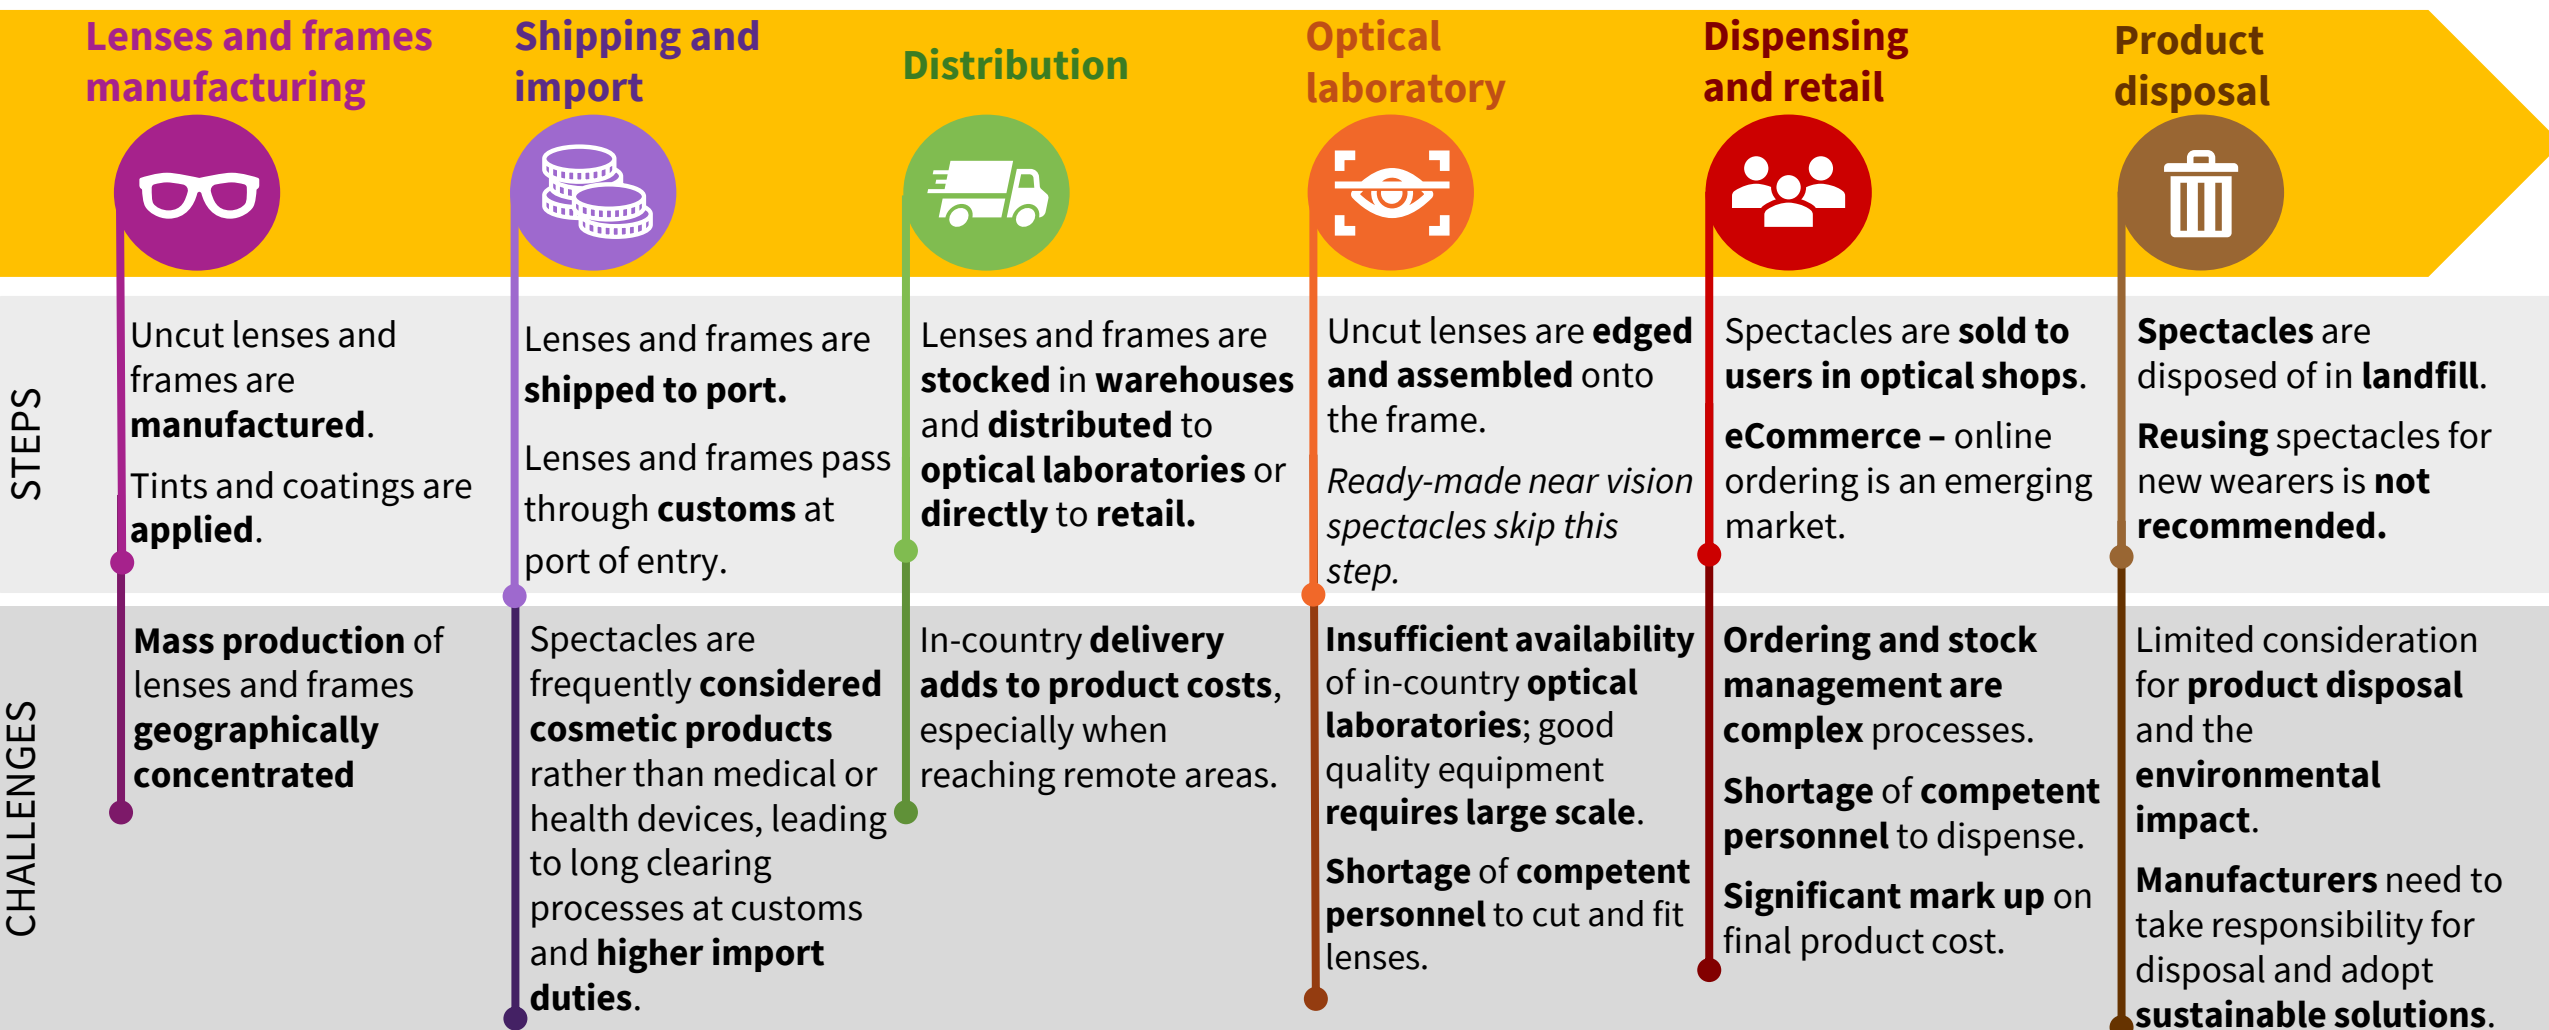 Lenses and frames
manufacturing
Shipping and
import
Distribution
Optical
laboratory
Dispensing
and retail
Product
disposal
STEPS
Uncut lenses and
frames are
manufactured.
Tints and coatings are
applied.
Lenses and frames are
shipped to port.
Lenses and frames pass
through customs at
port of entry.
Lenses and frames are
stocked in warehouses
and distributed to
optical laboratories or
directly to retail.
Uncut lenses are edged
and assembled onto
the frame.
Ready-made near vision
spectacles skip this
step.
Spectacles are sold to
users in optical shops.
eCommerce – online
ordering is an emerging
market.
Spectacles are
disposed of in landfill.
Reusing spectacles for
new wearers is not
recommended.
CHALLENGES
Mass production of
lenses and frames
geographically
concentrated
Spectacles are
frequently considered
cosmetic products
rather than medical or
health devices, leading
to long clearing
processes at customs
and higher import
duties.
In-country delivery
adds to product costs,
especially when
reaching remote areas.
Insufficient availability
of in-country optical
laboratories; good
quality equipment
requires large scale.
Shortage of competent
personnel to cut and fit
lenses.
Ordering and stock
management are
complex processes.
Shortage of competent
personnel to dispense.
Significant mark up on
final product cost.
Limited consideration
for product disposal
and the
environmental
impact.
Manufacturers need to
take responsibility for
disposal and adopt
sustainable solutions.